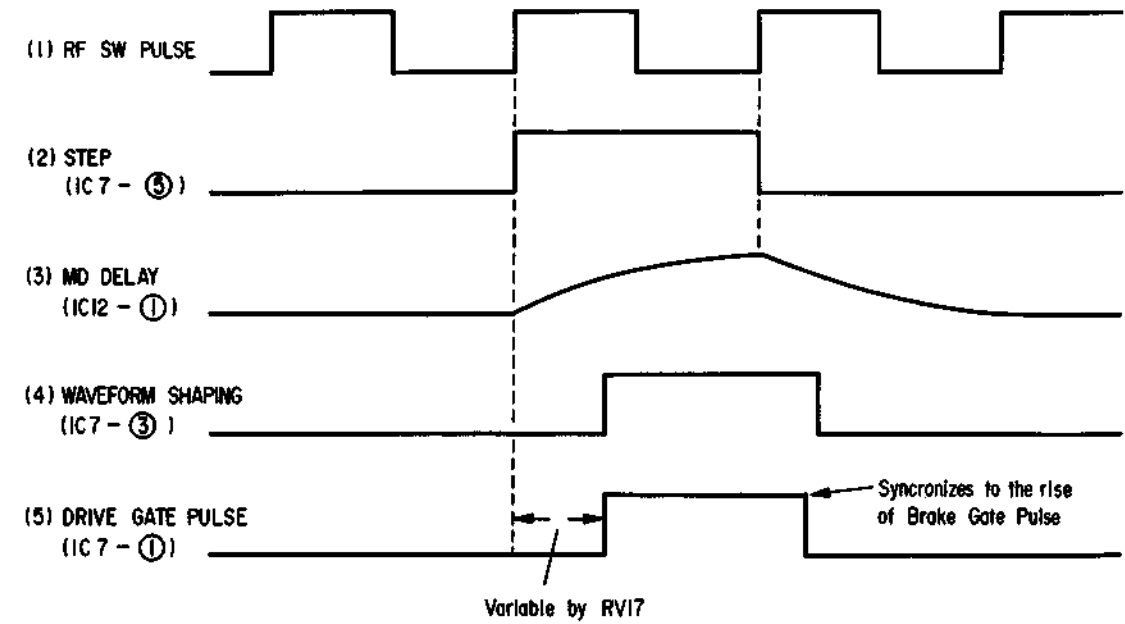 (1) RF SW PULSE
(2) STEP
(IC7 - ⑤)
(3) MD DELAY
(IC12 - ①)
(4) WAVEFORM SHAPING
(IC7 - ③)
(5) DRIVE GATE PULSE
(IC7 - ①)
Syncronizes to the rise
of Brake Gate Pulse
Variable by RV17